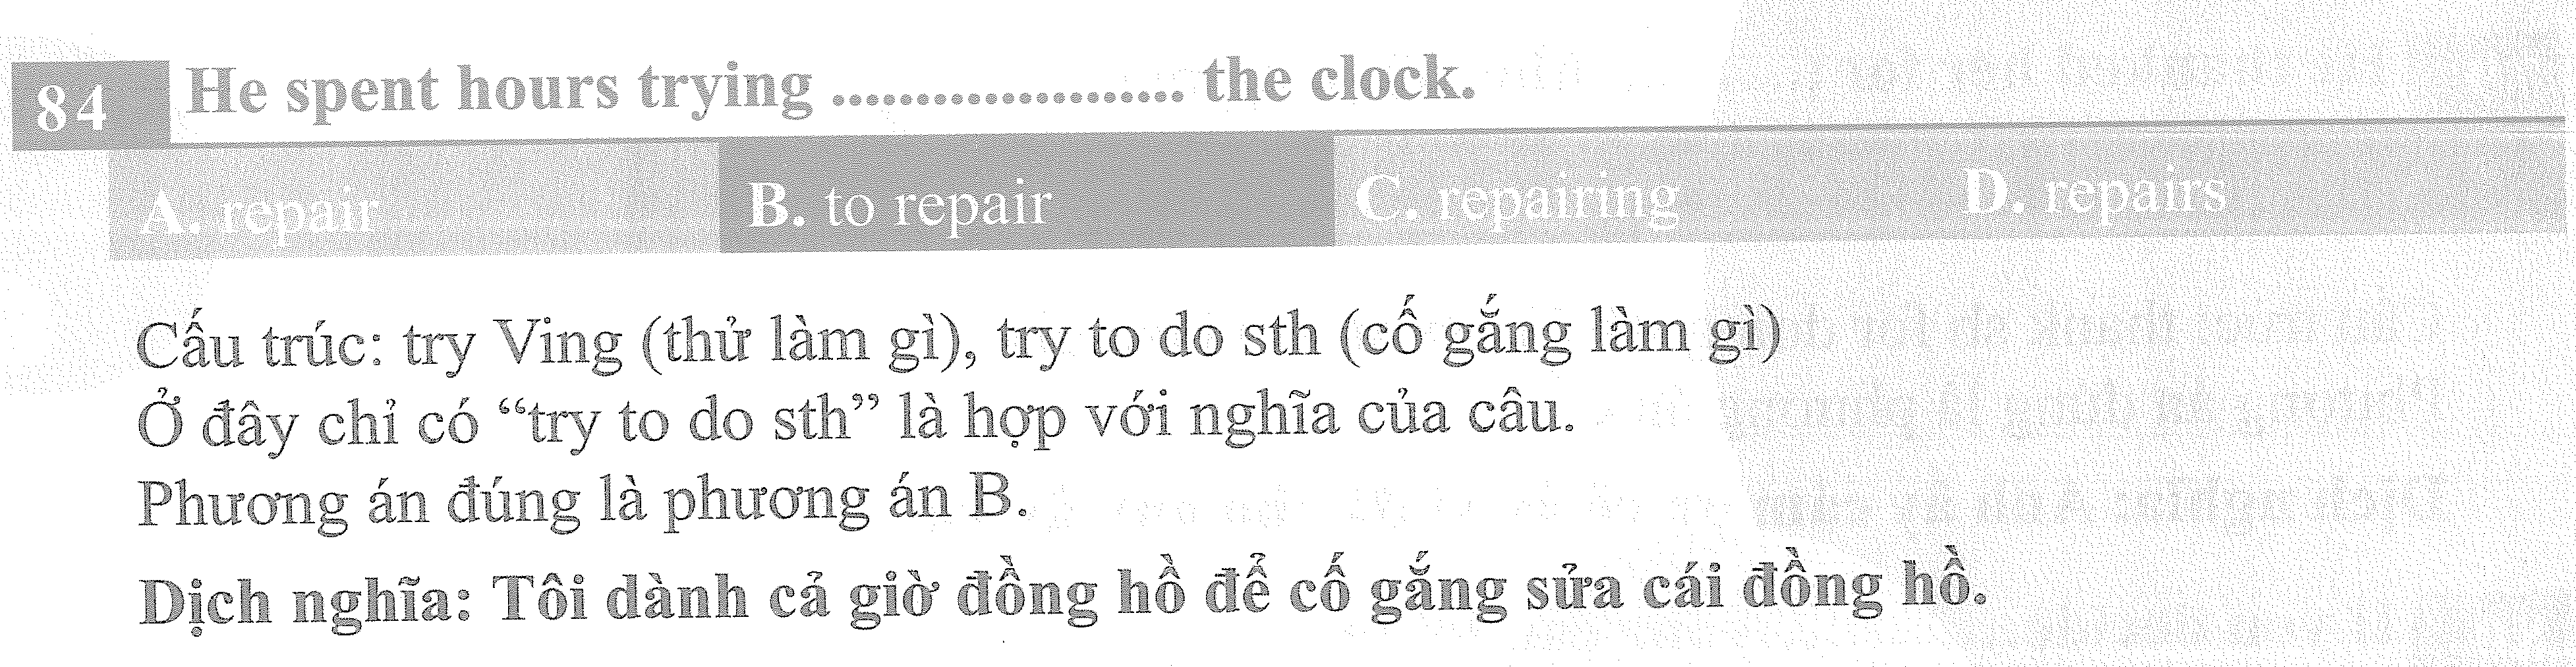 84 He spent hours trying ..................... the clock.
A. repair B. to repair C. repairing D. repairs
Cấu trúc: try Ving (thử làm gì), try to do sth (cố gắng làm gì)
Ở đây chỉ có “try to do sth” là hợp với nghĩa của câu.
Phương án đúng là phương án B.
Dịch nghĩa: Tôi dành cả giờ đồng hồ để cố gắng sửa cái đồng hồ.